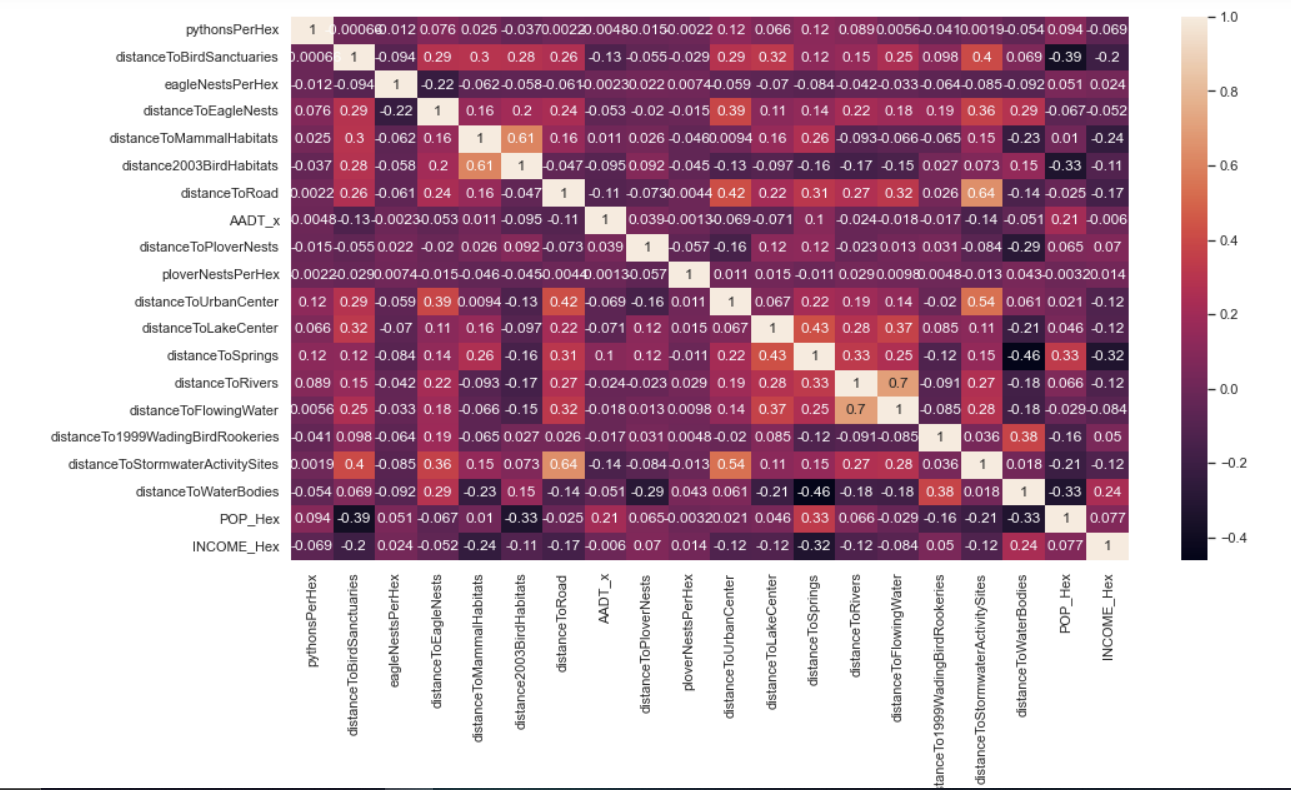 pythonsPerHex 1 0.00066 -0.012 0.076 0.025 -0.037 0.0022 0.0048 -0.015 -0.0022 0.12 0.066 0.12 0.089 0.0056 -0.041 0.0019 -0.054 0.094 -0.069 1.0
distanceToBirdSanctuaries 0.0006 1 -0.094 0.29 0.3 0.28 0.26 -0.13 -0.055 -0.029 0.29 0.32 0.12 0.15 0.25 0.098 0.4 0.069 -0.39 -0.2
eagleNestsPerHex -0.012 -0.094 1 -0.22 -0.062 -0.058 -0.061 -0.0023 0.022 0.0074 -0.059 -0.07 -0.084 -0.042 -0.033 -0.064 -0.085 -0.092 0.051 0.024 0.8
distanceToEagleNests 0.076 0.29 -0.22 1 0.16 0.2 0.24 -0.053 -0.02 -0.015 0.39 0.11 0.14 0.22 0.18 0.19 0.36 0.29 -0.067 -0.052
distanceToMammalHabitats 0.025 0.3 -0.062 0.16 1 0.61 0.16 0.011 0.026 -0.046 0.0094 0.16 0.26 -0.093 -0.066 -0.065 0.15 -0.23 0.01 -0.24
distance2003BirdHabitats -0.037 0.28 -0.058 0.2 0.61 1 -0.047 -0.095 0.092 -0.045 -0.13 -0.097 -0.16 -0.17 -0.15 0.027 0.073 0.15 -0.33 -0.11 0.6
distanceToRoad 0.0022 0.26 -0.061 0.24 0.16 -0.047 1 -0.11 -0.073 0.0044 0.42 0.22 0.31 0.27 0.32 0.026 0.64 -0.14 -0.025 -0.17
AADT_x 0.0048 -0.13 -0.0023 0.053 0.011 -0.095 -0.11 1 0.039 -0.0013 -0.069 -0.071 0.1 -0.024 -0.018 -0.017 -0.14 -0.051 0.21 -0.006
distanceToPloverNests -0.015 -0.055 0.022 -0.02 0.026 0.092 -0.073 0.039 1 -0.057 -0.16 0.12 0.12 -0.023 0.013 0.031 -0.084 -0.29 0.065 0.07 0.4
ploverNestsPerHex 0.0022 -0.029 0.0074 -0.015 -0.046 -0.045 0.0044 0.0013 -0.057 1 0.011 0.015 -0.011 0.029 0.0098 0.0048 -0.013 0.043 -0.0032 0.014
distanceToUrbanCenter 0.12 0.29 -0.059 0.39 0.0094 -0.13 0.42 -0.069 -0.16 0.011 1 0.067 0.22 0.19 0.14 -0.02 0.54 0.061 0.021 -0.12
distanceToLakeCenter 0.066 0.32 -0.07 0.11 0.16 -0.097 0.22 -0.071 0.12 0.015 0.067 1 0.43 0.28 0.37 0.085 0.11 -0.21 0.046 -0.12 0.2
distanceToSprings 0.12 0.12 -0.084 0.14 0.26 -0.16 0.31 0.1 0.12 -0.011 0.22 0.43 1 0.33 0.25 -0.12 0.15 -0.46 0.33 -0.32
distanceToRivers 0.089 0.15 -0.042 0.22 -0.093 -0.17 0.27 -0.024 -0.023 0.029 0.19 0.28 0.33 1 0.7 -0.091 0.27 -0.18 0.066 -0.12 0.0
distanceToFlowingWater 0.0056 0.25 -0.033 0.18 -0.066 -0.15 0.32 -0.018 0.013 0.0098 0.14 0.37 0.25 0.7 1 -0.085 0.28 -0.18 -0.029 -0.084
distanceTo1999WadingBirdRookeries -0.041 0.098 -0.064 0.19 -0.065 0.027 0.026 -0.017 0.031 0.0048 -0.02 0.085 -0.12 -0.091 -0.085 1 0.036 0.38 -0.16 0.05
distanceToStormwaterActivitySites 0.0019 0.4 -0.085 0.36 0.15 0.073 0.64 -0.14 -0.084 -0.013 0.54 0.11 0.15 0.27 0.28 0.036 1 0.018 -0.21 -0.12 −0.2
distanceToWaterBodies -0.054 0.069 -0.092 0.29 -0.23 0.15 -0.14 -0.051 -0.29 0.043 0.061 -0.21 -0.46 -0.18 -0.18 0.38 0.018 1 -0.33 0.24
POP_Hex 0.094 -0.39 0.051 -0.067 0.01 -0.33 -0.025 0.21 0.065 -0.0032 0.021 0.046 0.33 0.066 -0.029 -0.16 -0.21 -0.33 1 0.077
INCOME_Hex -0.069 -0.2 0.024 -0.052 -0.24 -0.11 -0.17 -0.006 0.07 0.014 -0.12 -0.12 -0.32 -0.12 -0.084 0.05 -0.12 0.24 0.077 1 −0.4
pythonsPerHex
distanceToBirdSanctuaries
eagleNestsPerHex
distanceToEagleNests
distanceToMammalHabitats
distance2003BirdHabitats
distanceToRoad
AADT_x
distanceToPloverNests
ploverNestsPerHex
distanceToUrbanCenter
distanceToLakeCenter
distanceToSprings
distanceToRivers
distanceToFlowingWater
stanceTo1999WadingBirdRookeries
distanceToStormwaterActivitySites
distanceToWaterBodies
POP_Hex
INCOME_Hex